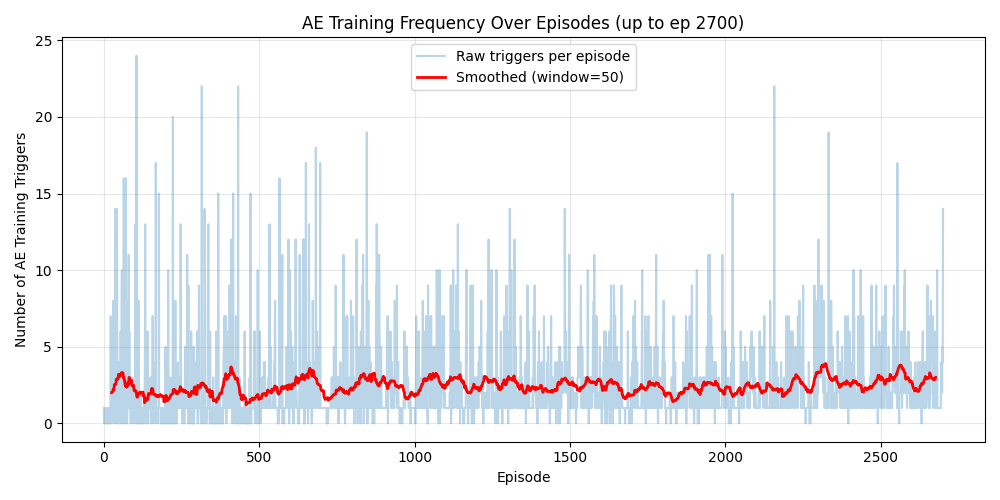 AE Training Frequency Over Episodes (up to ep 2700)
Raw triggers per episode
Smoothed (window=50)
Number of AE Training Triggers
25
20
15
10
5
0
0 500 1000 1500 2000 2500
Episode